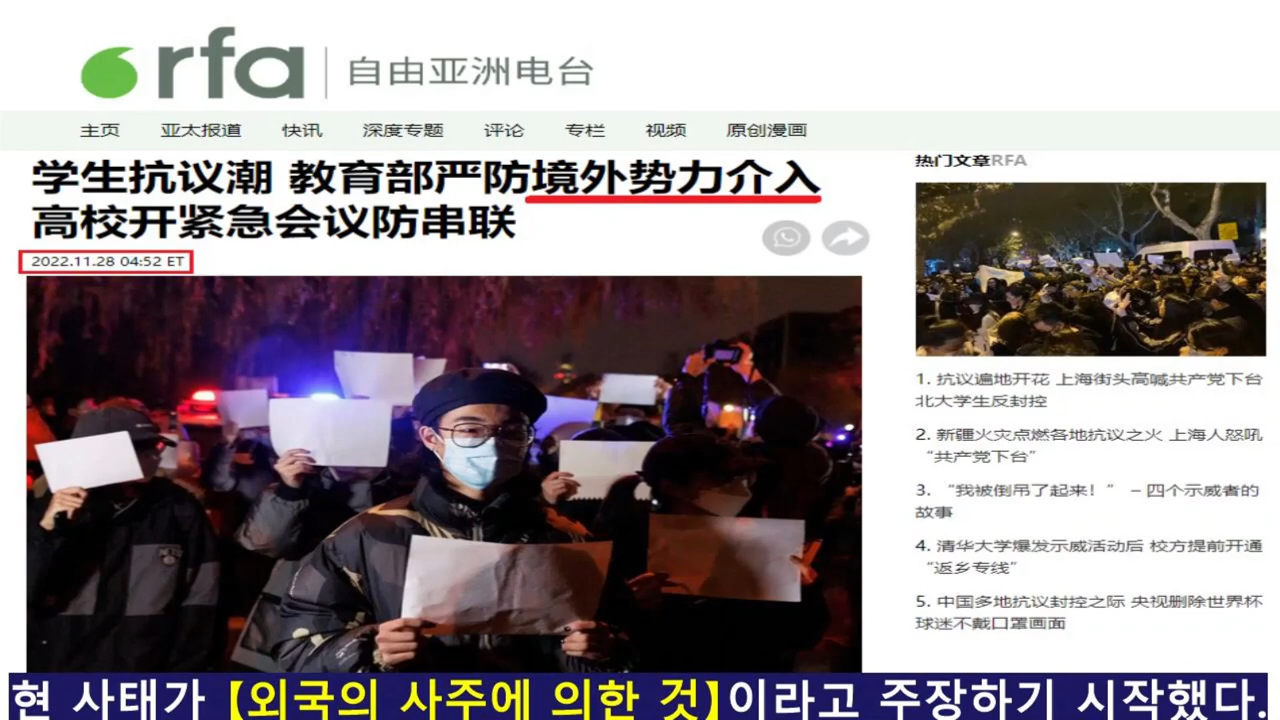 rfa 自由亚洲电台
主页 亚太报道 快讯 深度专题 评论 专栏 视频 原创漫画
学生抗议潮 教育部严防境外势力介入
高校开紧急会议防串联
2022.11.28 04:52 ET
热门文章RFA
1. 抗议遍地开花 上海街头高喊共产党下台
北大学生反封控
2. 新疆火灾点燃各地抗议之火 上海人怒吼
“共产党下台”
3. “我被倒吊了起来！” – 四个示威者的
故事
4. 清华大学爆发示威活动后 校方提前开通
“返乡专线”
5. 中国多地抗议封控之际 央视删除世界杯
球迷不戴口罩画面
현 사태가 【외국의 사주에 의한 것】이라고 주장하기 시작했다.